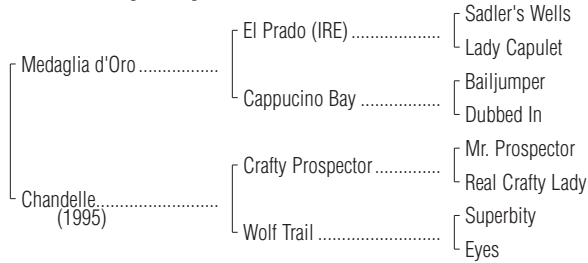 Sadler's Wells
El Prado (IRE) ...................
Lady Capulet
Medaglia d'Oro .................
Bailjumper
Cappucino Bay .................
Dubbed In
Mr. Prospector
Crafty Prospector..............
Real Crafty Lady
Chandelle..........................
(1995)
Superbity
Wolf Trail ..........................
Eyes